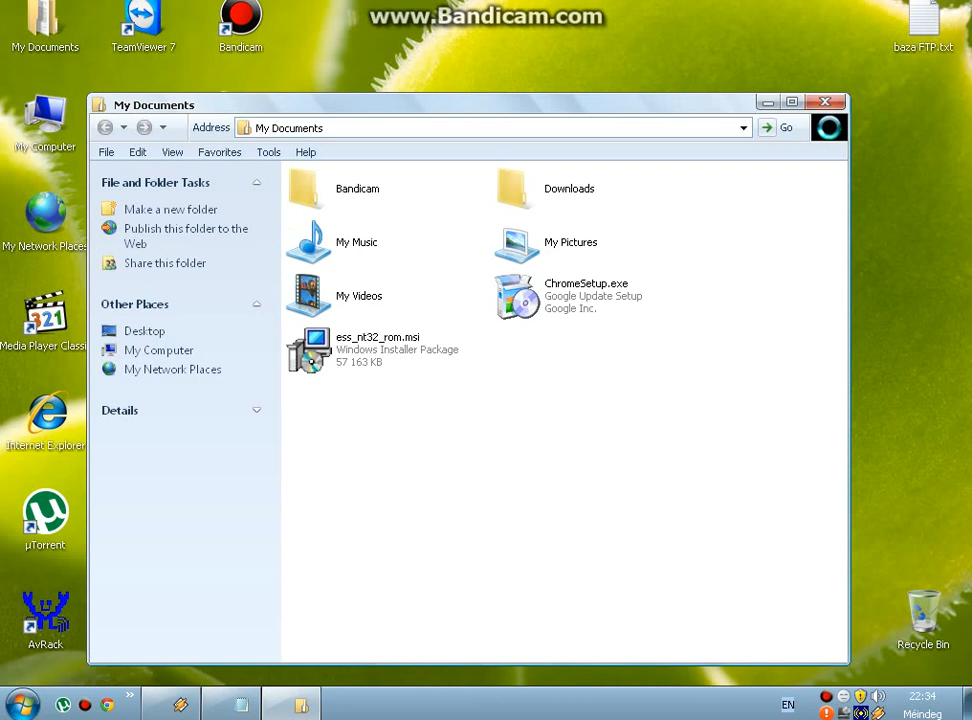 www.Bandicam.com
My Documents
TeamViewer 7
Bandicam
baza FTP.txt
My Computer
My Network Places
Media Player Classi
Internet Explorer
µTorrent
AvRack
Recycle Bin
My Documents
Address
My Documents
Go
File Edit View Favorites Tools Help
File and Folder Tasks
Make a new folder
Publish this folder to the
Web
Share this folder
Other Places
Desktop
My Computer
My Network Places
Details
Bandicam
Downloads
My Music
My Pictures
My Videos
ChromeSetup.exe
Google Update Setup
Google Inc.
ess_nt32_rom.msi
Windows Installer Package
57 163 KB
EN
22:34
Méindeg